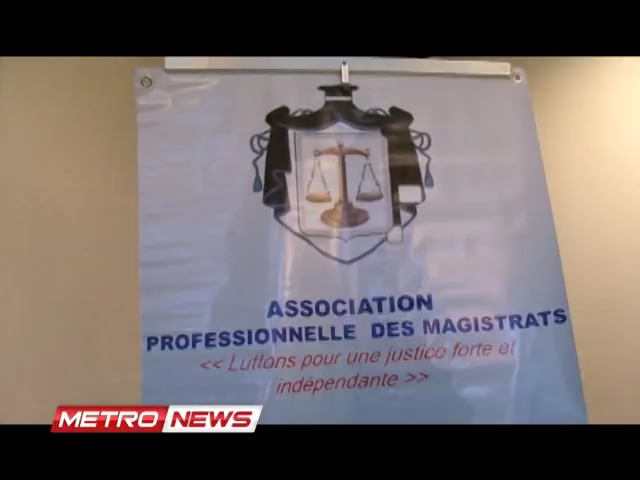 ASSOCIATION
PROFESSIONNELLE DES MAGISTRATS
<< Luttons pour une justice forte et
indépendante >>
METRO NEWS